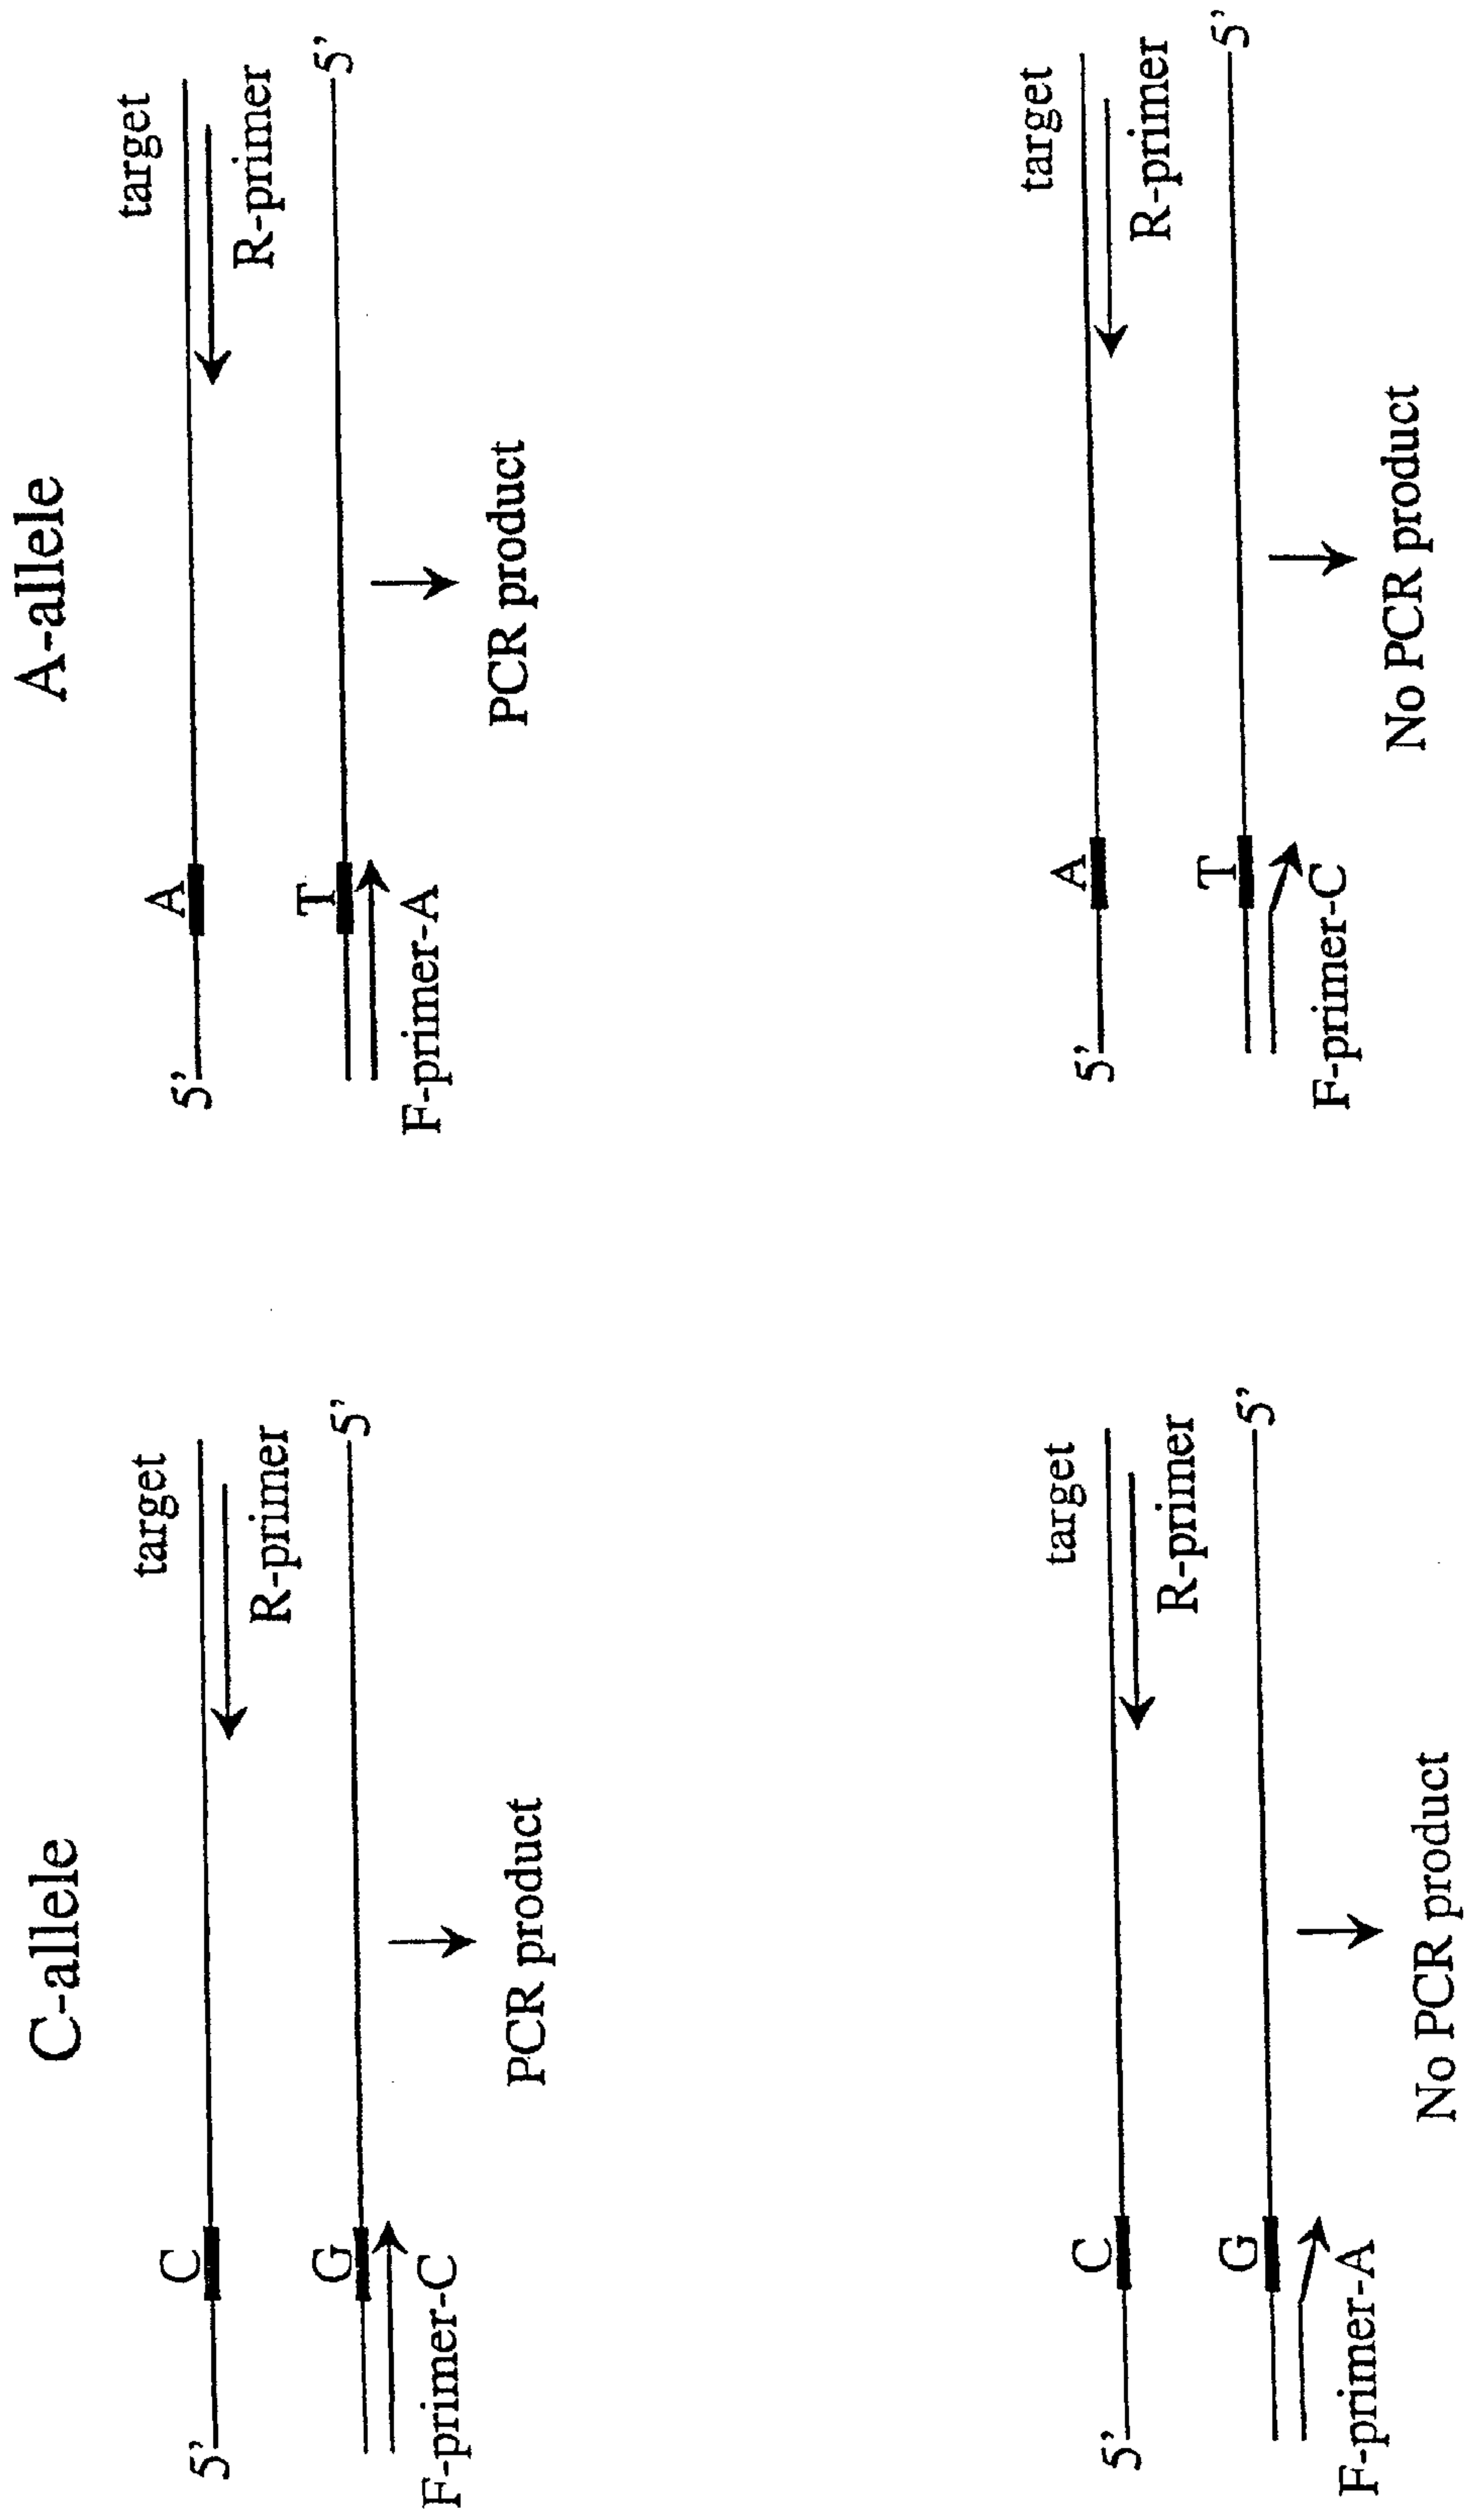 C-allele
A-allele
target
5'
C
R-primer
G
5'
F-primer-C
PCR product
target
5'
A
R-primer
T
5'
F-primer-A
PCR product
target
5'
C
R-primer
G
5'
F-primer-A
No PCR product
target
5'
A
R-primer
T
5'
F-primer-C
No PCR product